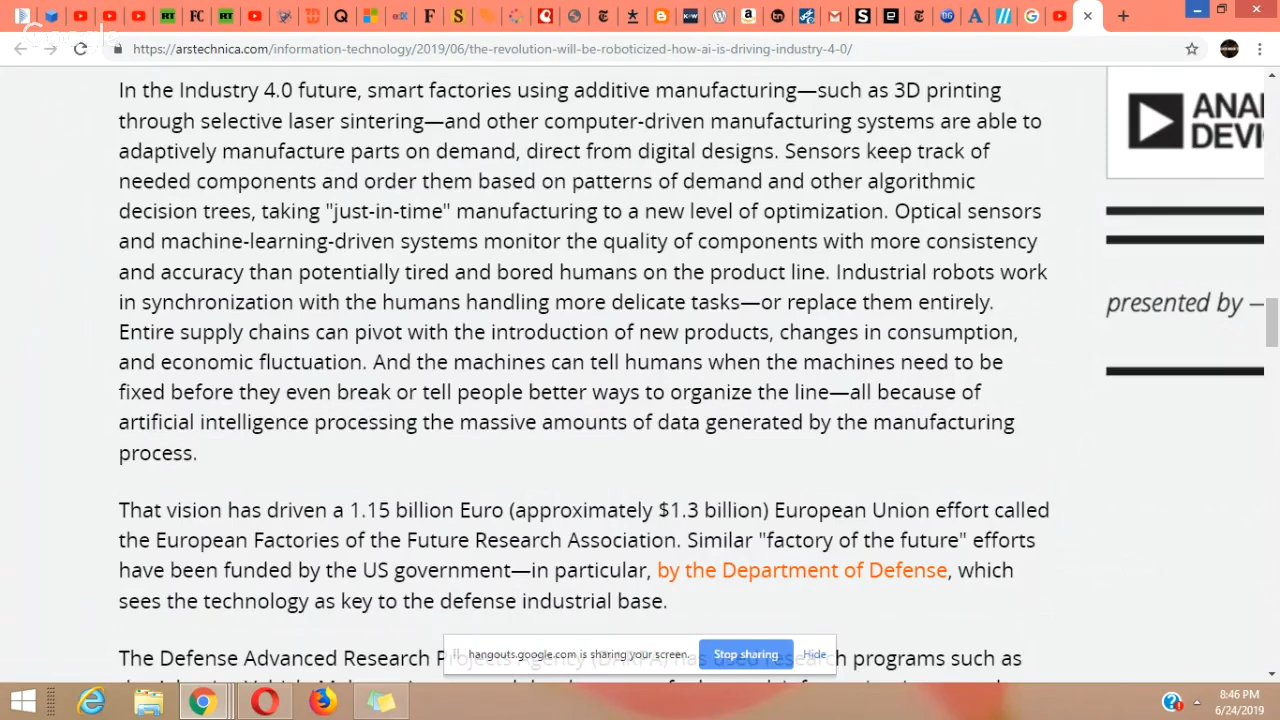 https://arstechnica.com/information-technology/2019/06/the-revolution-will-be-roboticized-how-ai-is-driving-industry-4-0/
In the Industry 4.0 future, smart factories using additive manufacturing—such as 3D printing
through selective laser sintering—and other computer-driven manufacturing systems are able to
adaptively manufacture parts on demand, direct from digital designs. Sensors keep track of
needed components and order them based on patterns of demand and other algorithmic
decision trees, taking "just-in-time" manufacturing to a new level of optimization. Optical sensors
and machine-learning-driven systems monitor the quality of components with more consistency
and accuracy than potentially tired and bored humans on the product line. Industrial robots work
in synchronization with the humans handling more delicate tasks—or replace them entirely.
Entire supply chains can pivot with the introduction of new products, changes in consumption,
and economic fluctuation. And the machines can tell humans when the machines need to be
fixed before they even break or tell people better ways to organize the line—all because of
artificial intelligence processing the massive amounts of data generated by the manufacturing
process.
That vision has driven a 1.15 billion Euro (approximately $1.3 billion) European Union effort called
the European Factories of the Future Research Association. Similar "factory of the future" efforts
have been funded by the US government—in particular, by the Department of Defense, which
sees the technology as key to the defense industrial base.
The Defense Advanced Research Projects Agency (DARPA) has used research programs such as
ANA
DEVI
presented by —
hangouts.google.com is sharing your screen.
Stop sharing
Hide
8:46 PM
6/24/2019
Google